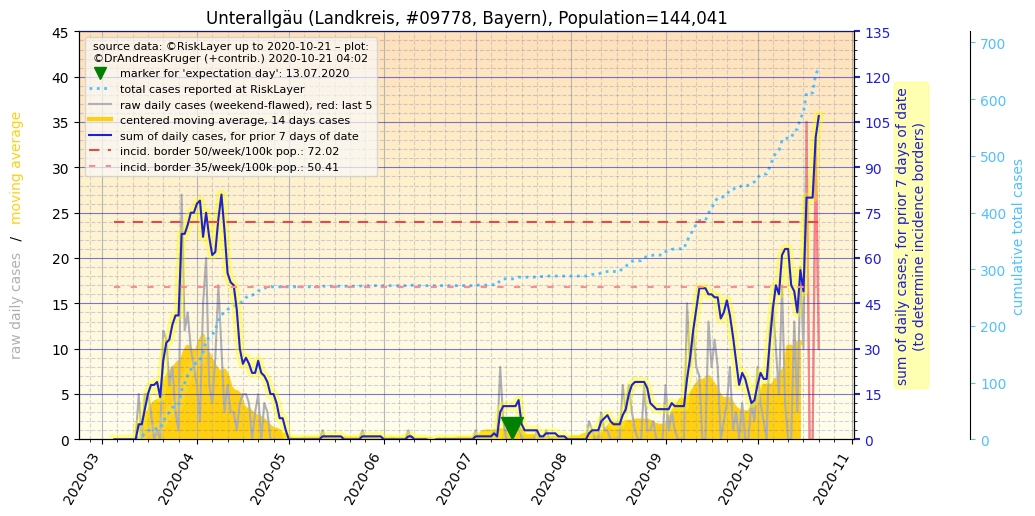 Unterallgäu (Landkreis, #09778, Bayern), Population=144,041
source data: ©RiskLayer up to 2020-10-21 – plot:
©DrAndreasKruger (+contrib.) 2020-10-21 04:02
marker for 'expectation day': 13.07.2020
total cases reported at RiskLayer
raw daily cases (weekend-flawed), red: last 5
centered moving average, 14 days cases
sum of daily cases, for prior 7 days of date
incid. border 50/week/100k pop.: 72.02
incid. border 35/week/100k pop.: 50.41
raw daily cases / moving average
45
40
35
30
25
20
15
10
5
0
135
120
105
90
75
60
45
30
15
0
sum of daily cases, for prior 7 days of date
(to determine incidence borders)
700
600
500
400
300
200
100
0
cumulative total cases
2020-03
2020-04
2020-05
2020-06
2020-07
2020-08
2020-09
2020-10
2020-11